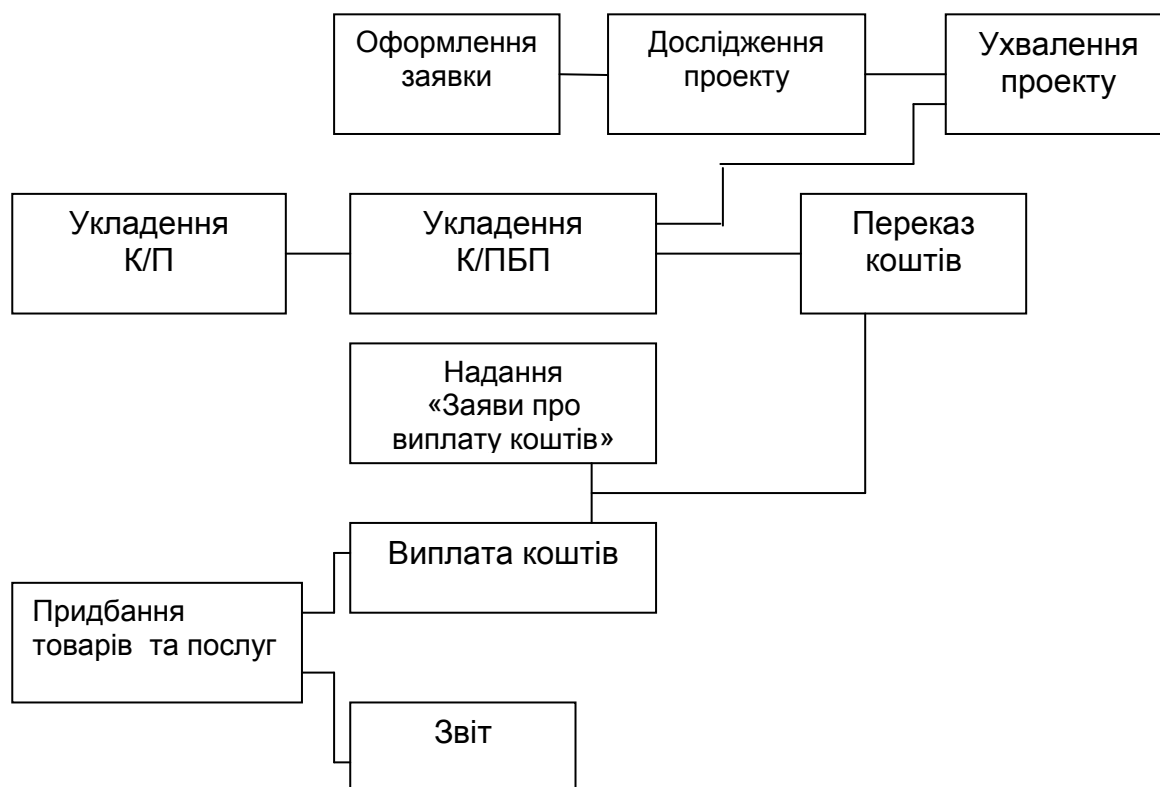 Оформлення
заявки
Дослідження
проекту
Ухвалення
проекту
Укладення
К/П
Укладення
К/ПБП
Переказ
коштів
Надання
«Заяви про
виплату коштів»
Виплата коштів
Придбання
товарів та послуг
Звіт